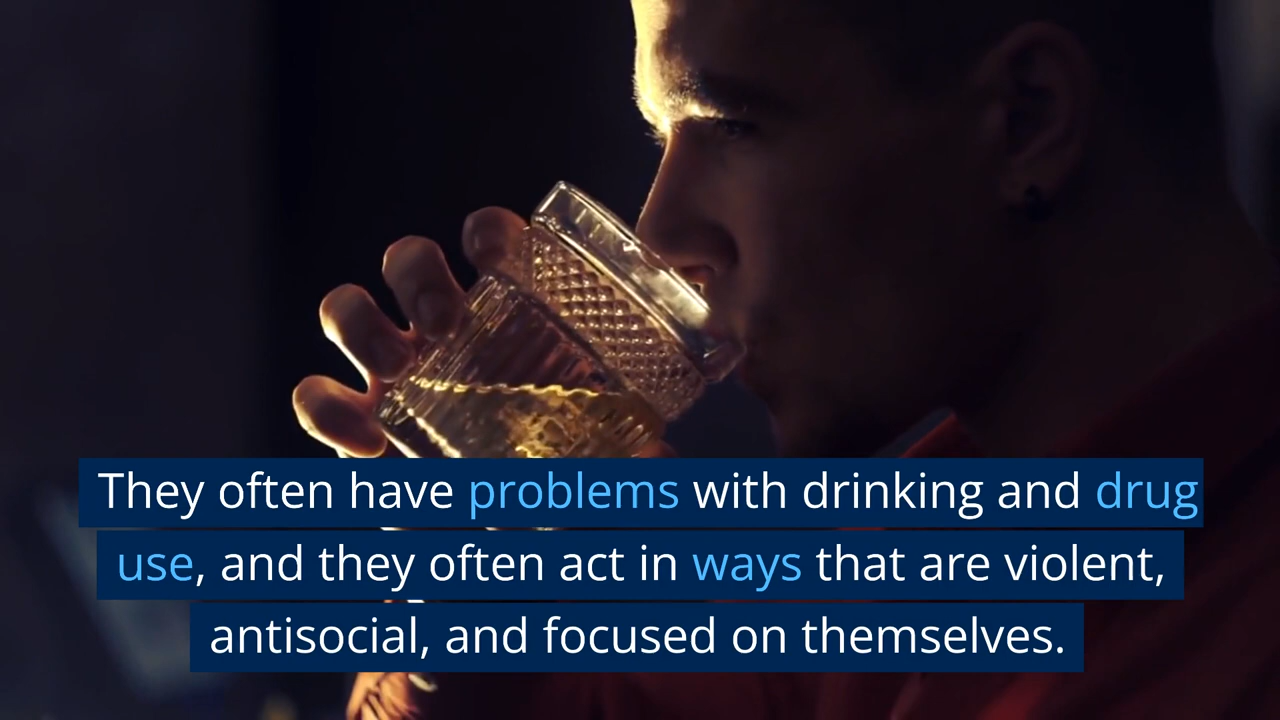 They often have problems with drinking and drug
use, and they often act in ways that are violent,
antisocial, and focused on themselves.